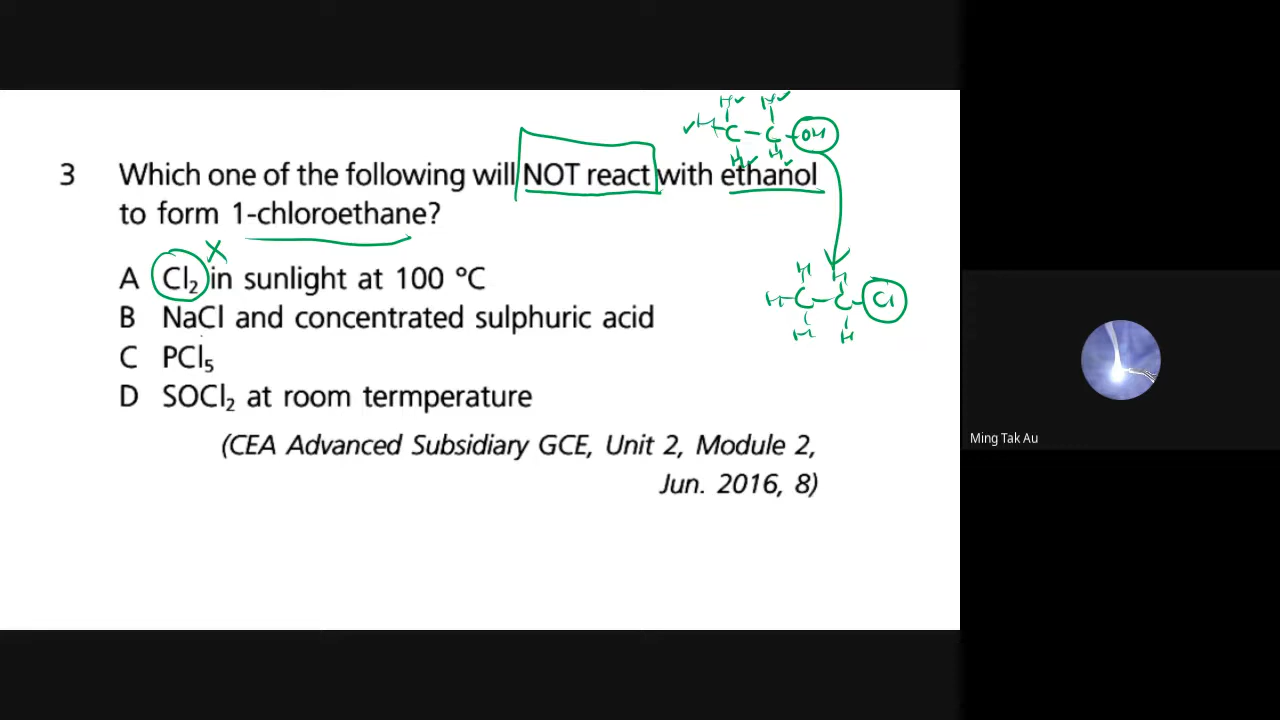 H H
H C - C - OH
H H
3 Which one of the following will NOT react with ethanol
to form 1-chloroethane?
X
A Cl₂ in sunlight at 100 °C
H H
H - C - C - Cl
B NaCl and concentrated sulphuric acid
H H
C PCl₅
D SOCl₂ at room termperature
(CEA Advanced Subsidiary GCE, Unit 2, Module 2,
Jun. 2016, 8)
Ming Tak Au